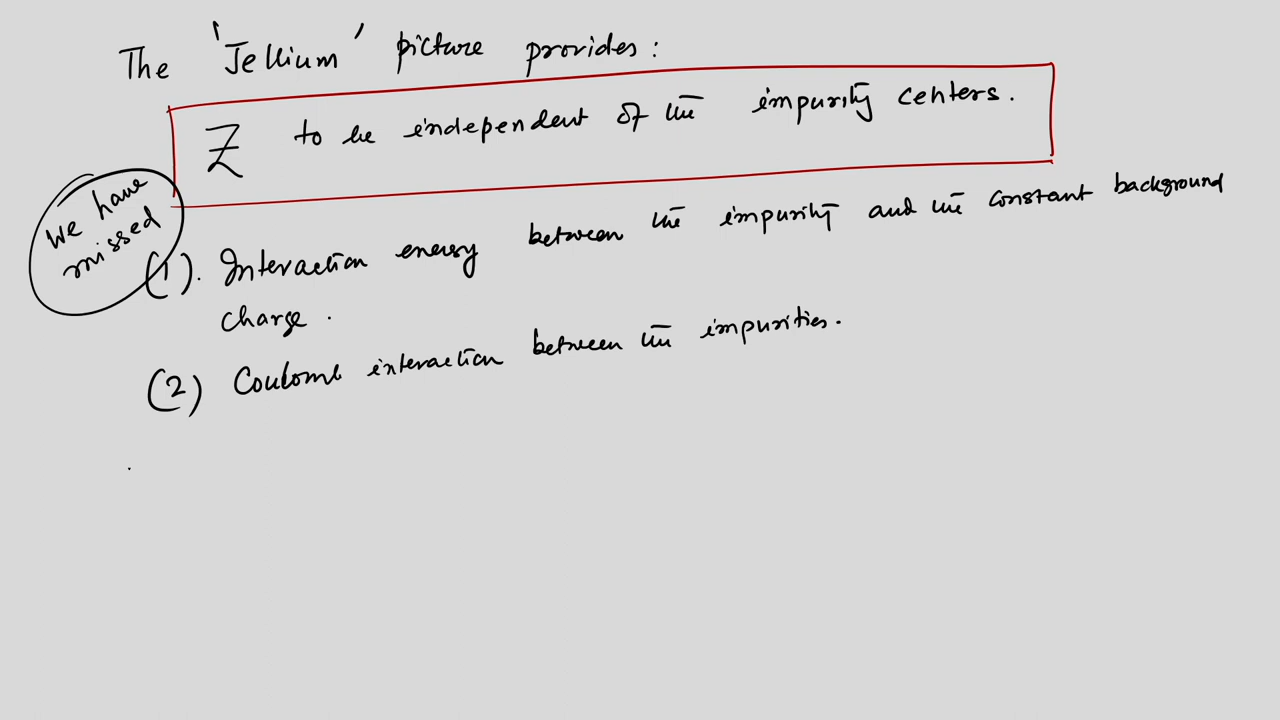 The 'Jellium' picture provides:
Z to be independent of the impurity centers.
We have
missed
(1). Interaction energy between the impurity and the constant background
charge.
(2) Coulomb interaction between the impurities.